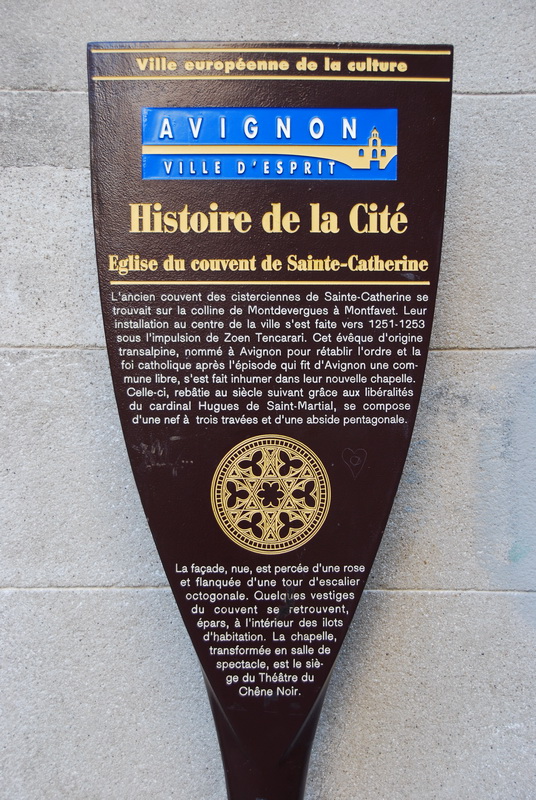 Ville européenne de la culture
AVIGNON
VILLE D'ESPRIT
Histoire de la Cité
Eglise du couvent de Sainte-Catherine
L'ancien couvent des cisterciennes de Sainte-Catherine se
trouvait sur la colline de Montdevergues à Montfavet. Leur
installation au centre de la ville s'est faite vers 1251-1253
sous l'impulsion de Zoen Tencarari. Cet évêque d'origine
transalpine, nommé à Avignon pour rétablir l'ordre et la
foi catholique après l'épisode qui fit d'Avignon une com-
mune libre, s'est fait inhumer dans leur nouvelle chapelle.
Celle-ci, rebâtie au siècle suivant grâce aux libéralités
du cardinal Hugues de Saint-Martial, se compose
d'une nef à trois travées et d'une abside pentagonale.
La façade, nue, est percée d'une rose
et flanquée d'une tour d'escalier
octogonale. Quelques vestiges
du couvent se retrouvent,
épars, à l'intérieur des ilots
d'habitation. La chapelle,
transformée en salle de
spectacle, est le siè-
ge du Théâtre du
Chêne Noir.